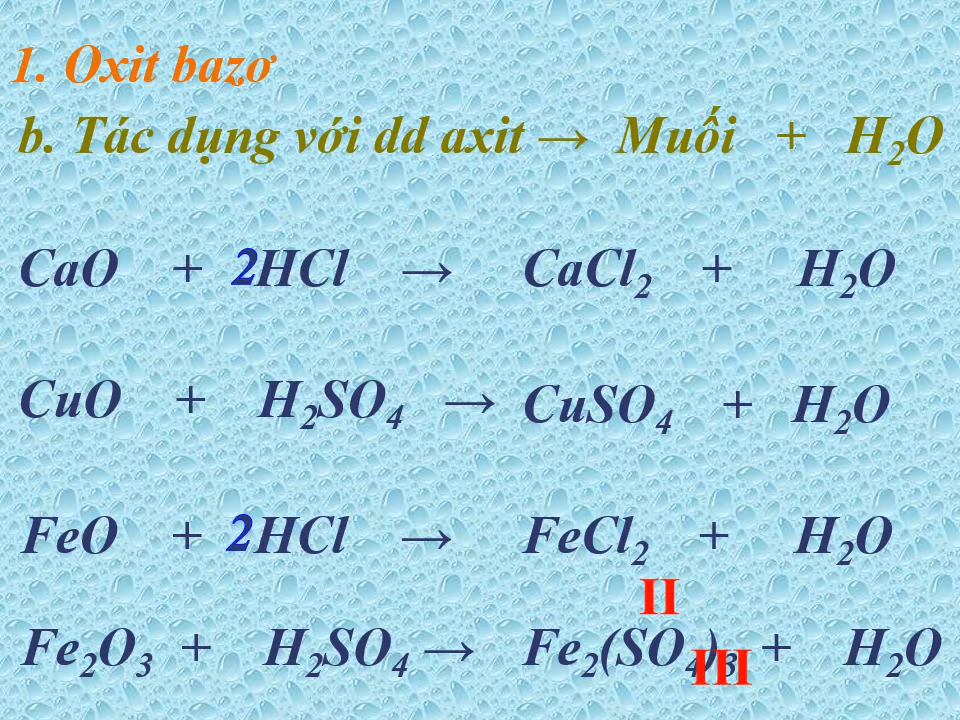 1. Oxit bazơ
b. Tác dụng với dd axit → Muối + H₂O
CaO + 2HCl → CaCl₂ + H₂O
CuO + H₂SO₄ → CuSO₄ + H₂O
FeO + 2HCl → FeCl₂ + H₂O
II
Fe₂O₃ + H₂SO₄ → Fe₂(SO₄)₃ + H₂O
III